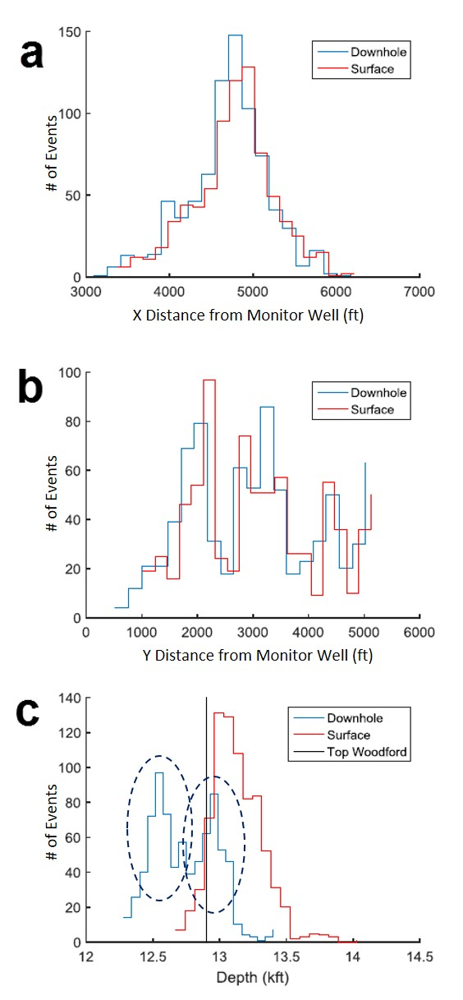 a
150
100
50
0
# of Events
Downhole
Surface
3000 4000 5000 6000 7000
X Distance from Monitor Well (ft)
b
100
80
60
40
20
0
# of Events
Downhole
Surface
0 1000 2000 3000 4000 5000 6000
Y Distance from Monitor Well (ft)
c
140
120
100
80
60
40
20
0
# of Events
Downhole
Surface
Top Woodford
12 12.5 13 13.5 14 14.5
Depth (kft)